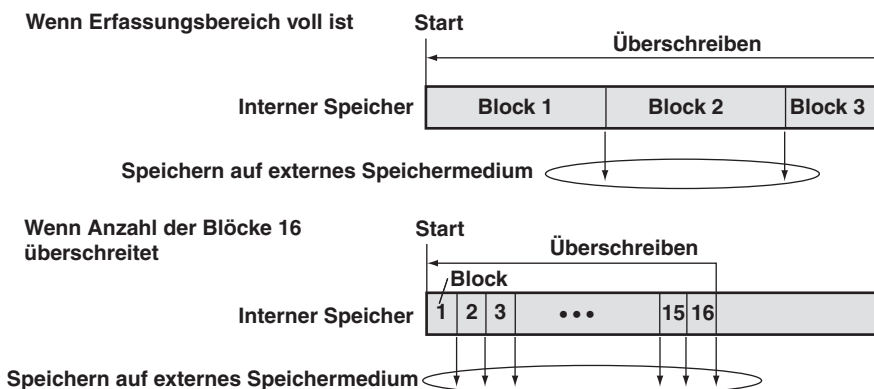 Wenn Erfassungsbereich voll ist
Start
Überschreiben
Interner Speicher
Block 1
Block 2
Block 3
Speichern auf externes Speichermedium
Wenn Anzahl der Blöcke 16
überschreitet
Start
Überschreiben
Block
Interner Speicher
1 2 3 ••• 15 16
Speichern auf externes Speichermedium